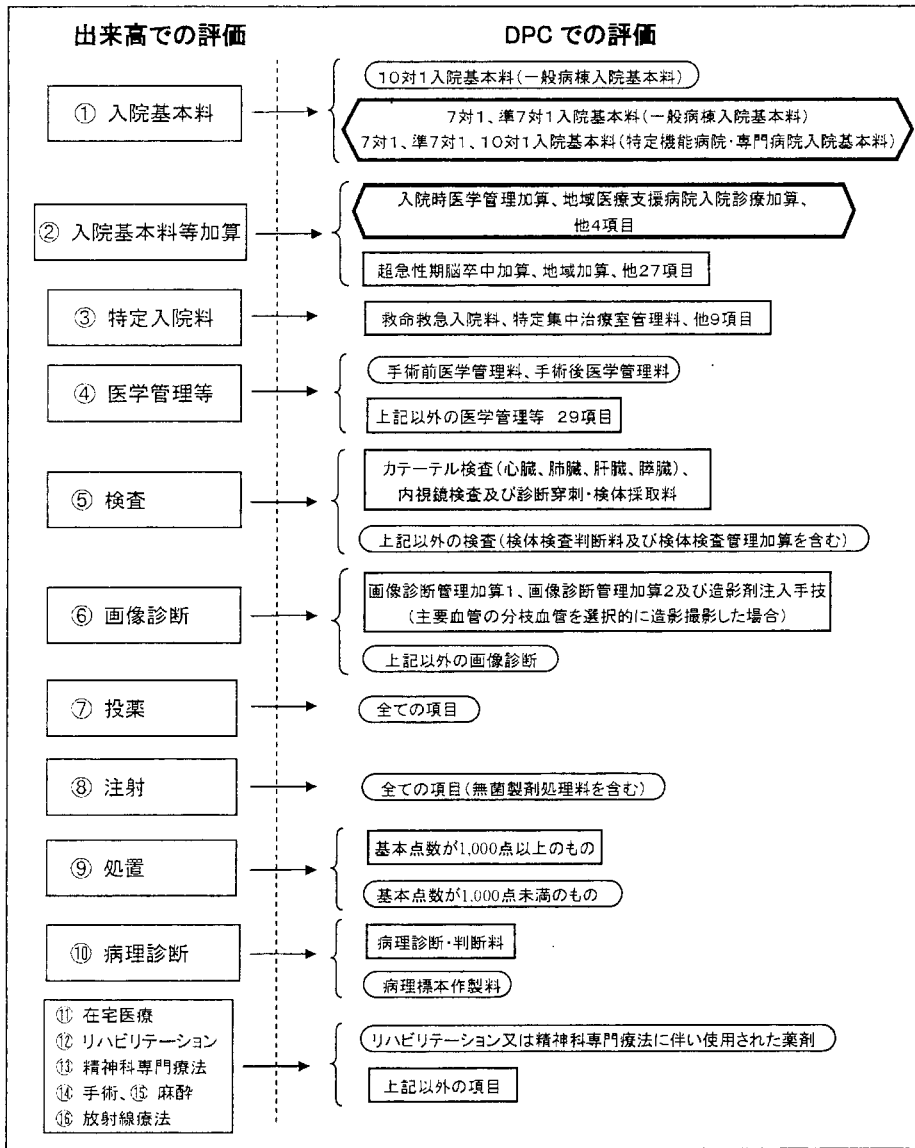 出来高での評価
DPC での評価
① 入院基本料
10対1入院基本料(一般病棟入院基本料)
7対1、準7対1入院基本料(一般病棟入院基本料)
7対1、準7対1、10対1入院基本料(特定機能病院・専門病院入院基本料)
② 入院基本料等加算
入院時医学管理加算、地域医療支援病院入院診療加算、
他4項目
超急性期脳卒中加算、地域加算、他27項目
③ 特定入院料
救命救急入院料、特定集中治療室管理料、他9項目
④ 医学管理等
手術前医学管理料、手術後医学管理料
上記以外の医学管理等 29項目
⑤ 検査
カテーテル検査(心臓、肺臓、肝臓、膵臓)、
内視鏡検査及び診断穿刺・検体採取料
上記以外の検査(検体検査判断料及び検体検査管理加算を含む)
⑥ 画像診断
画像診断管理加算1、画像診断管理加算2及び造影剤注入手技
(主要血管の分枝血管を選択的に造影撮影した場合)
上記以外の画像診断
⑦ 投薬
全ての項目
⑧ 注射
全ての項目(無菌製剤処理料を含む)
⑨ 処置
基本点数が1,000点以上のもの
基本点数が1,000点未満のもの
⑩ 病理診断
病理診断・判断料
病理標本作製料
⑪ 在宅医療
⑫ リハビリテーション
⑬ 精神科専門療法
⑭ 手術、⑮ 麻酔
⑯ 放射線療法
リハビリテーション又は精神科専門療法に伴い使用された薬剤
上記以外の項目